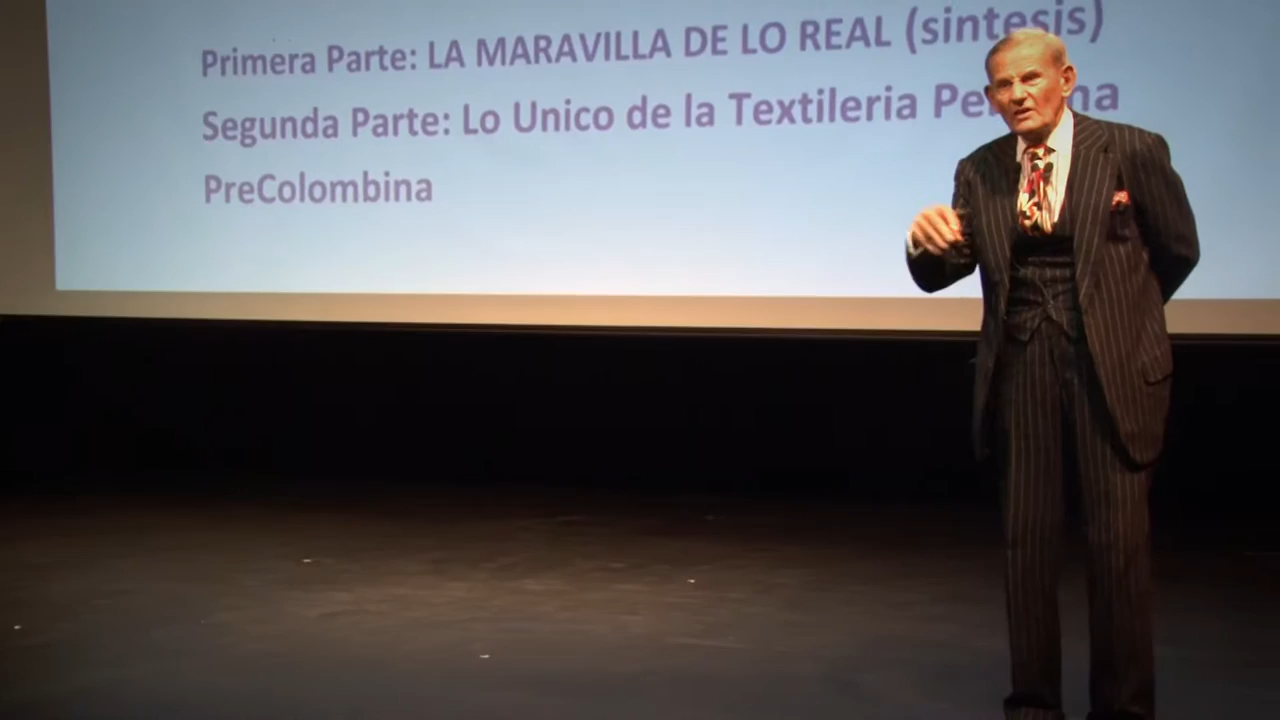 Primera Parte: LA MARAVILLA DE LO REAL (sintesis)
Segunda Parte: Lo Unico de la Textileria
PreColombina